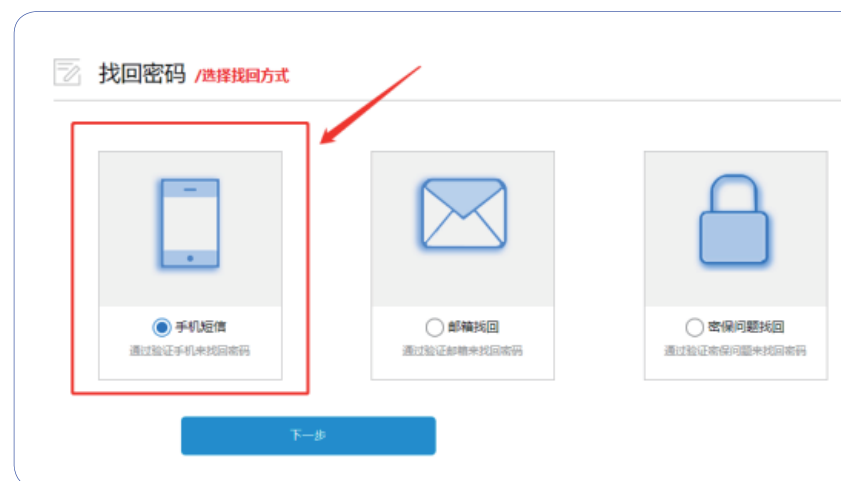 找回密码 /选择找回方式
手机短信
通过验证手机来找回密码
邮箱找回
通过验证邮箱来找回密码
密保问题找回
通过验证密保问题来找回密码
下一步